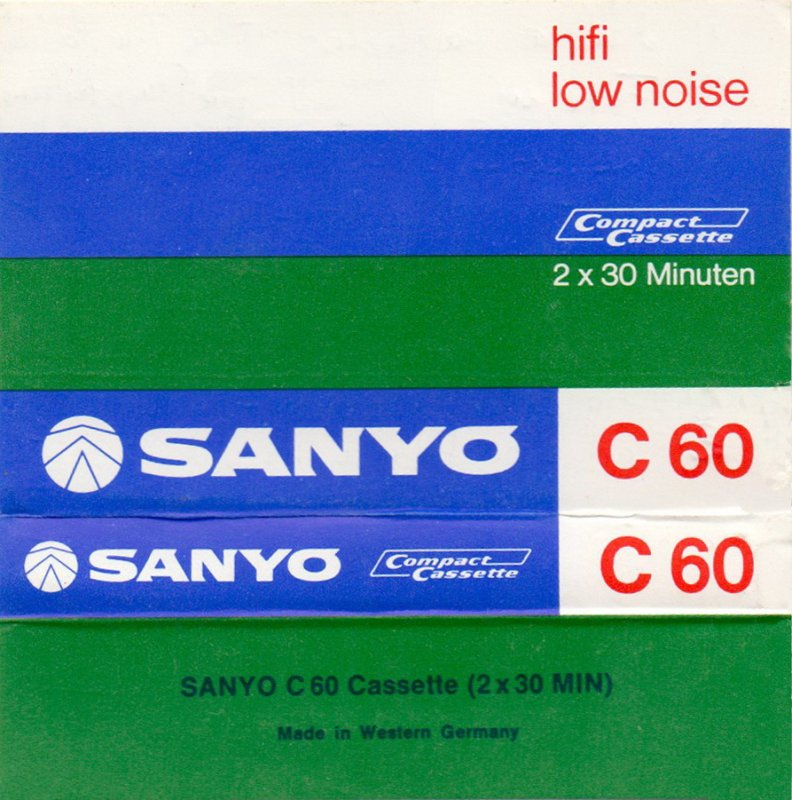 hifi
low noise
Compact
Cassette
2 x 30 Minuten
SANYO C 60
SANYO Compact Cassette C 60
SANYO C 60 Cassette (2 x 30 MIN)
Made in Western Germany